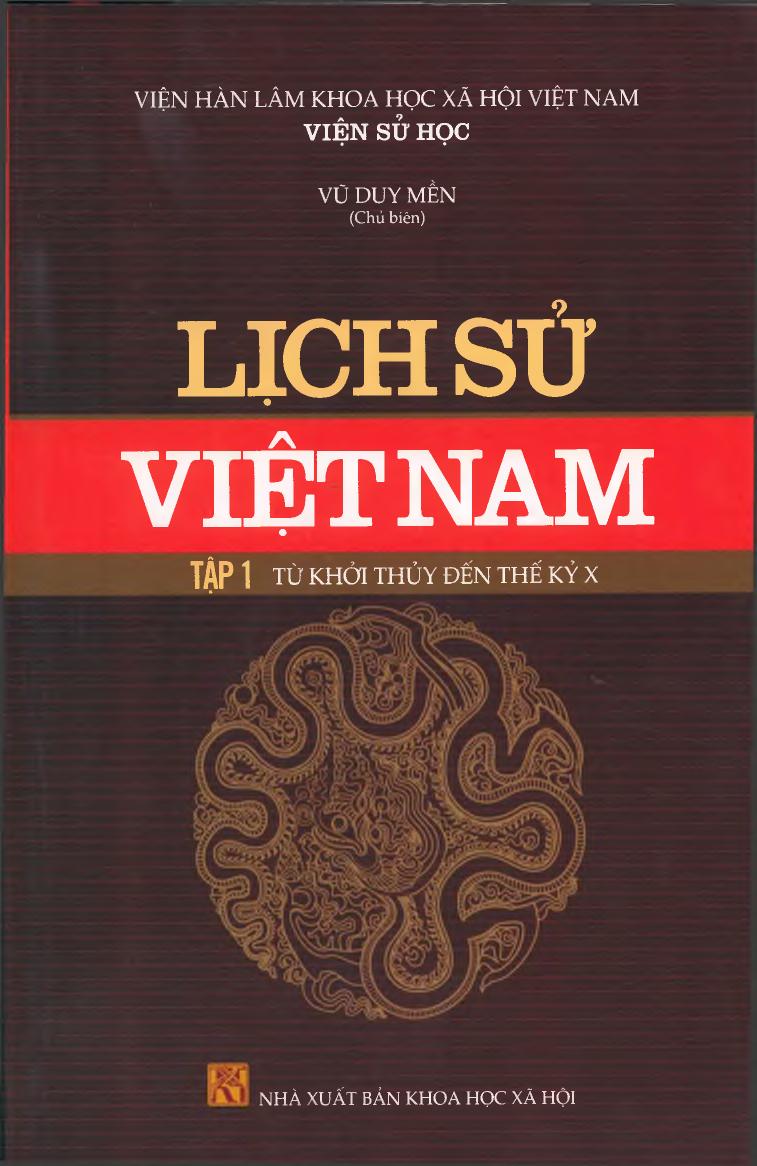 VIỆN HÀN LÂM KHOA HỌC XÃ HỘI VIỆT NAM
VIỆN SỬ HỌC
VŨ DUY MỀN
(Chủ biên)
LỊCH SỬ
VIỆT NAM
TẬP 1 TỪ KHỞI THỦY ĐẾN THẾ KỶ X
NHÀ XUẤT BẢN KHOA HỌC XÃ HỘI